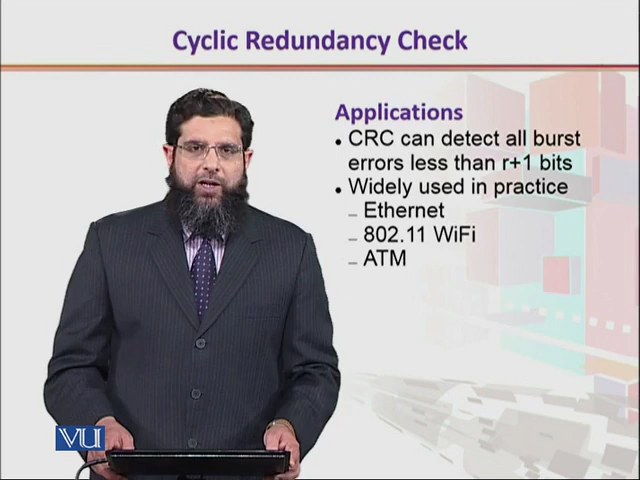 Cyclic Redundancy Check
Applications
• CRC can detect all burst
errors less than r+1 bits
• Widely used in practice
– Ethernet
– 802.11 WiFi
– ATM
VU